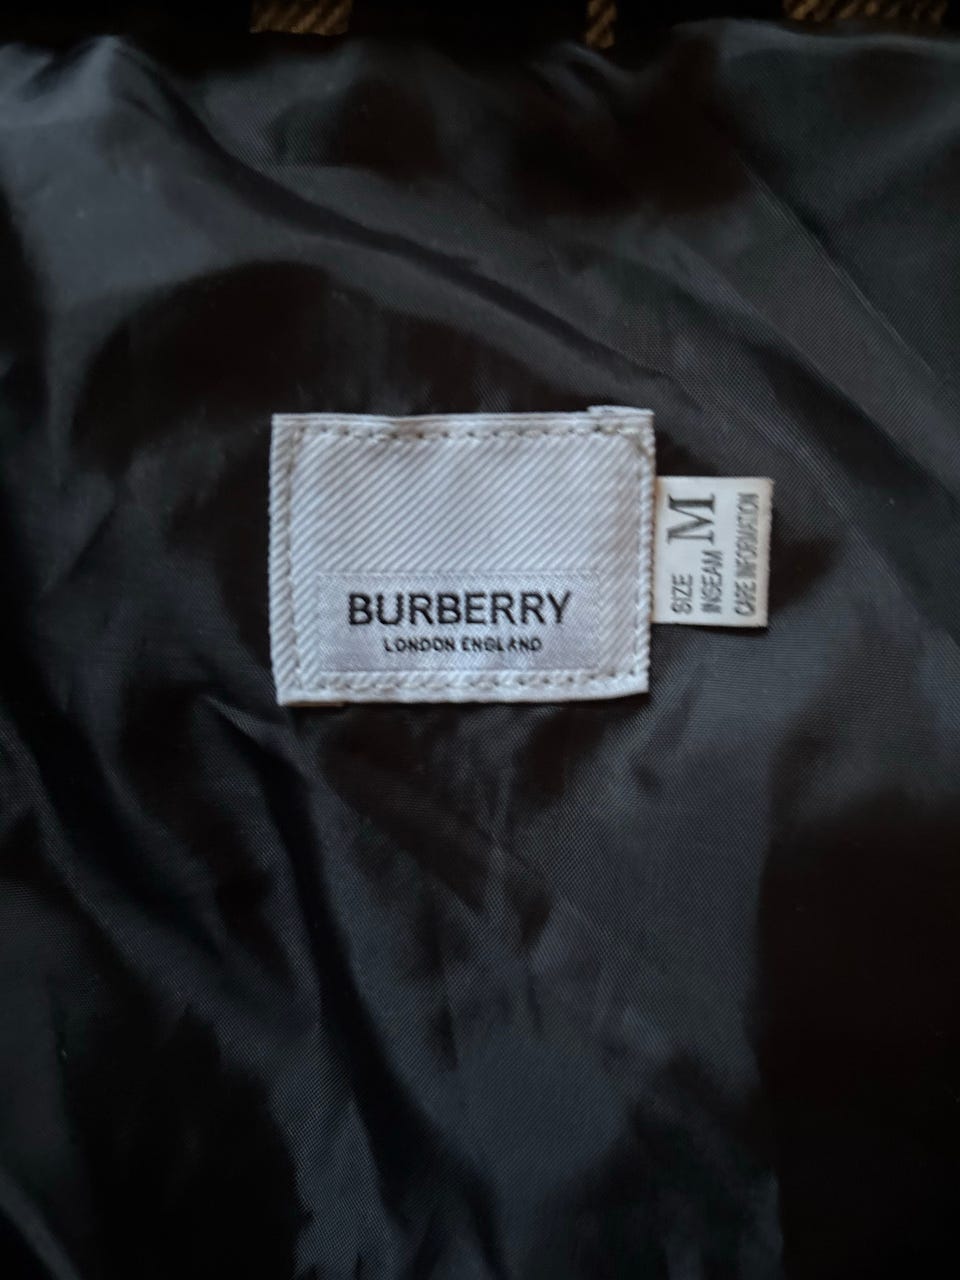 BURBERRY
LONDON ENGLAND
SIZE M
INSEAM
CARE INFORMATION